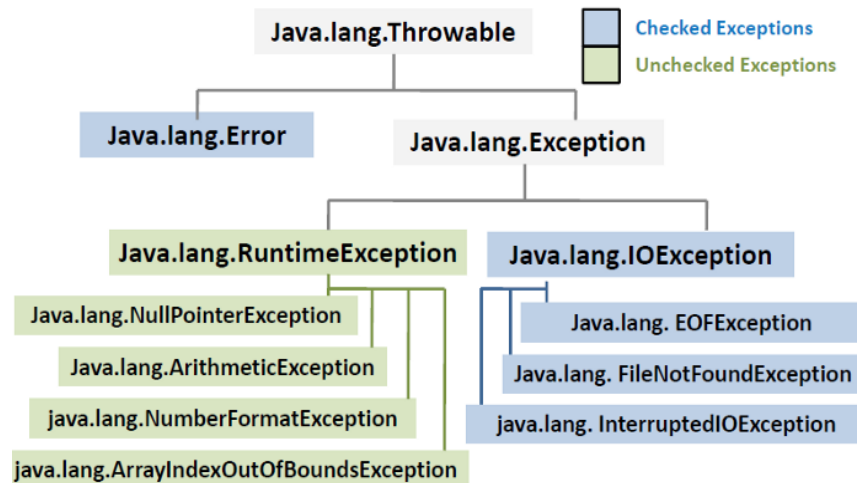 Java.lang.Throwable
Checked Exceptions
Unchecked Exceptions
Java.lang.Error
Java.lang.Exception
Java.lang.RuntimeException
Java.lang.IOException
Java.lang.NullPointerException
Java.lang. EOFException
Java.lang.ArithmeticException
Java.lang. FileNotFoundException
java.lang.NumberFormatException
java.lang. InterruptedIOException
java.lang.ArrayIndexOutOfBoundsException